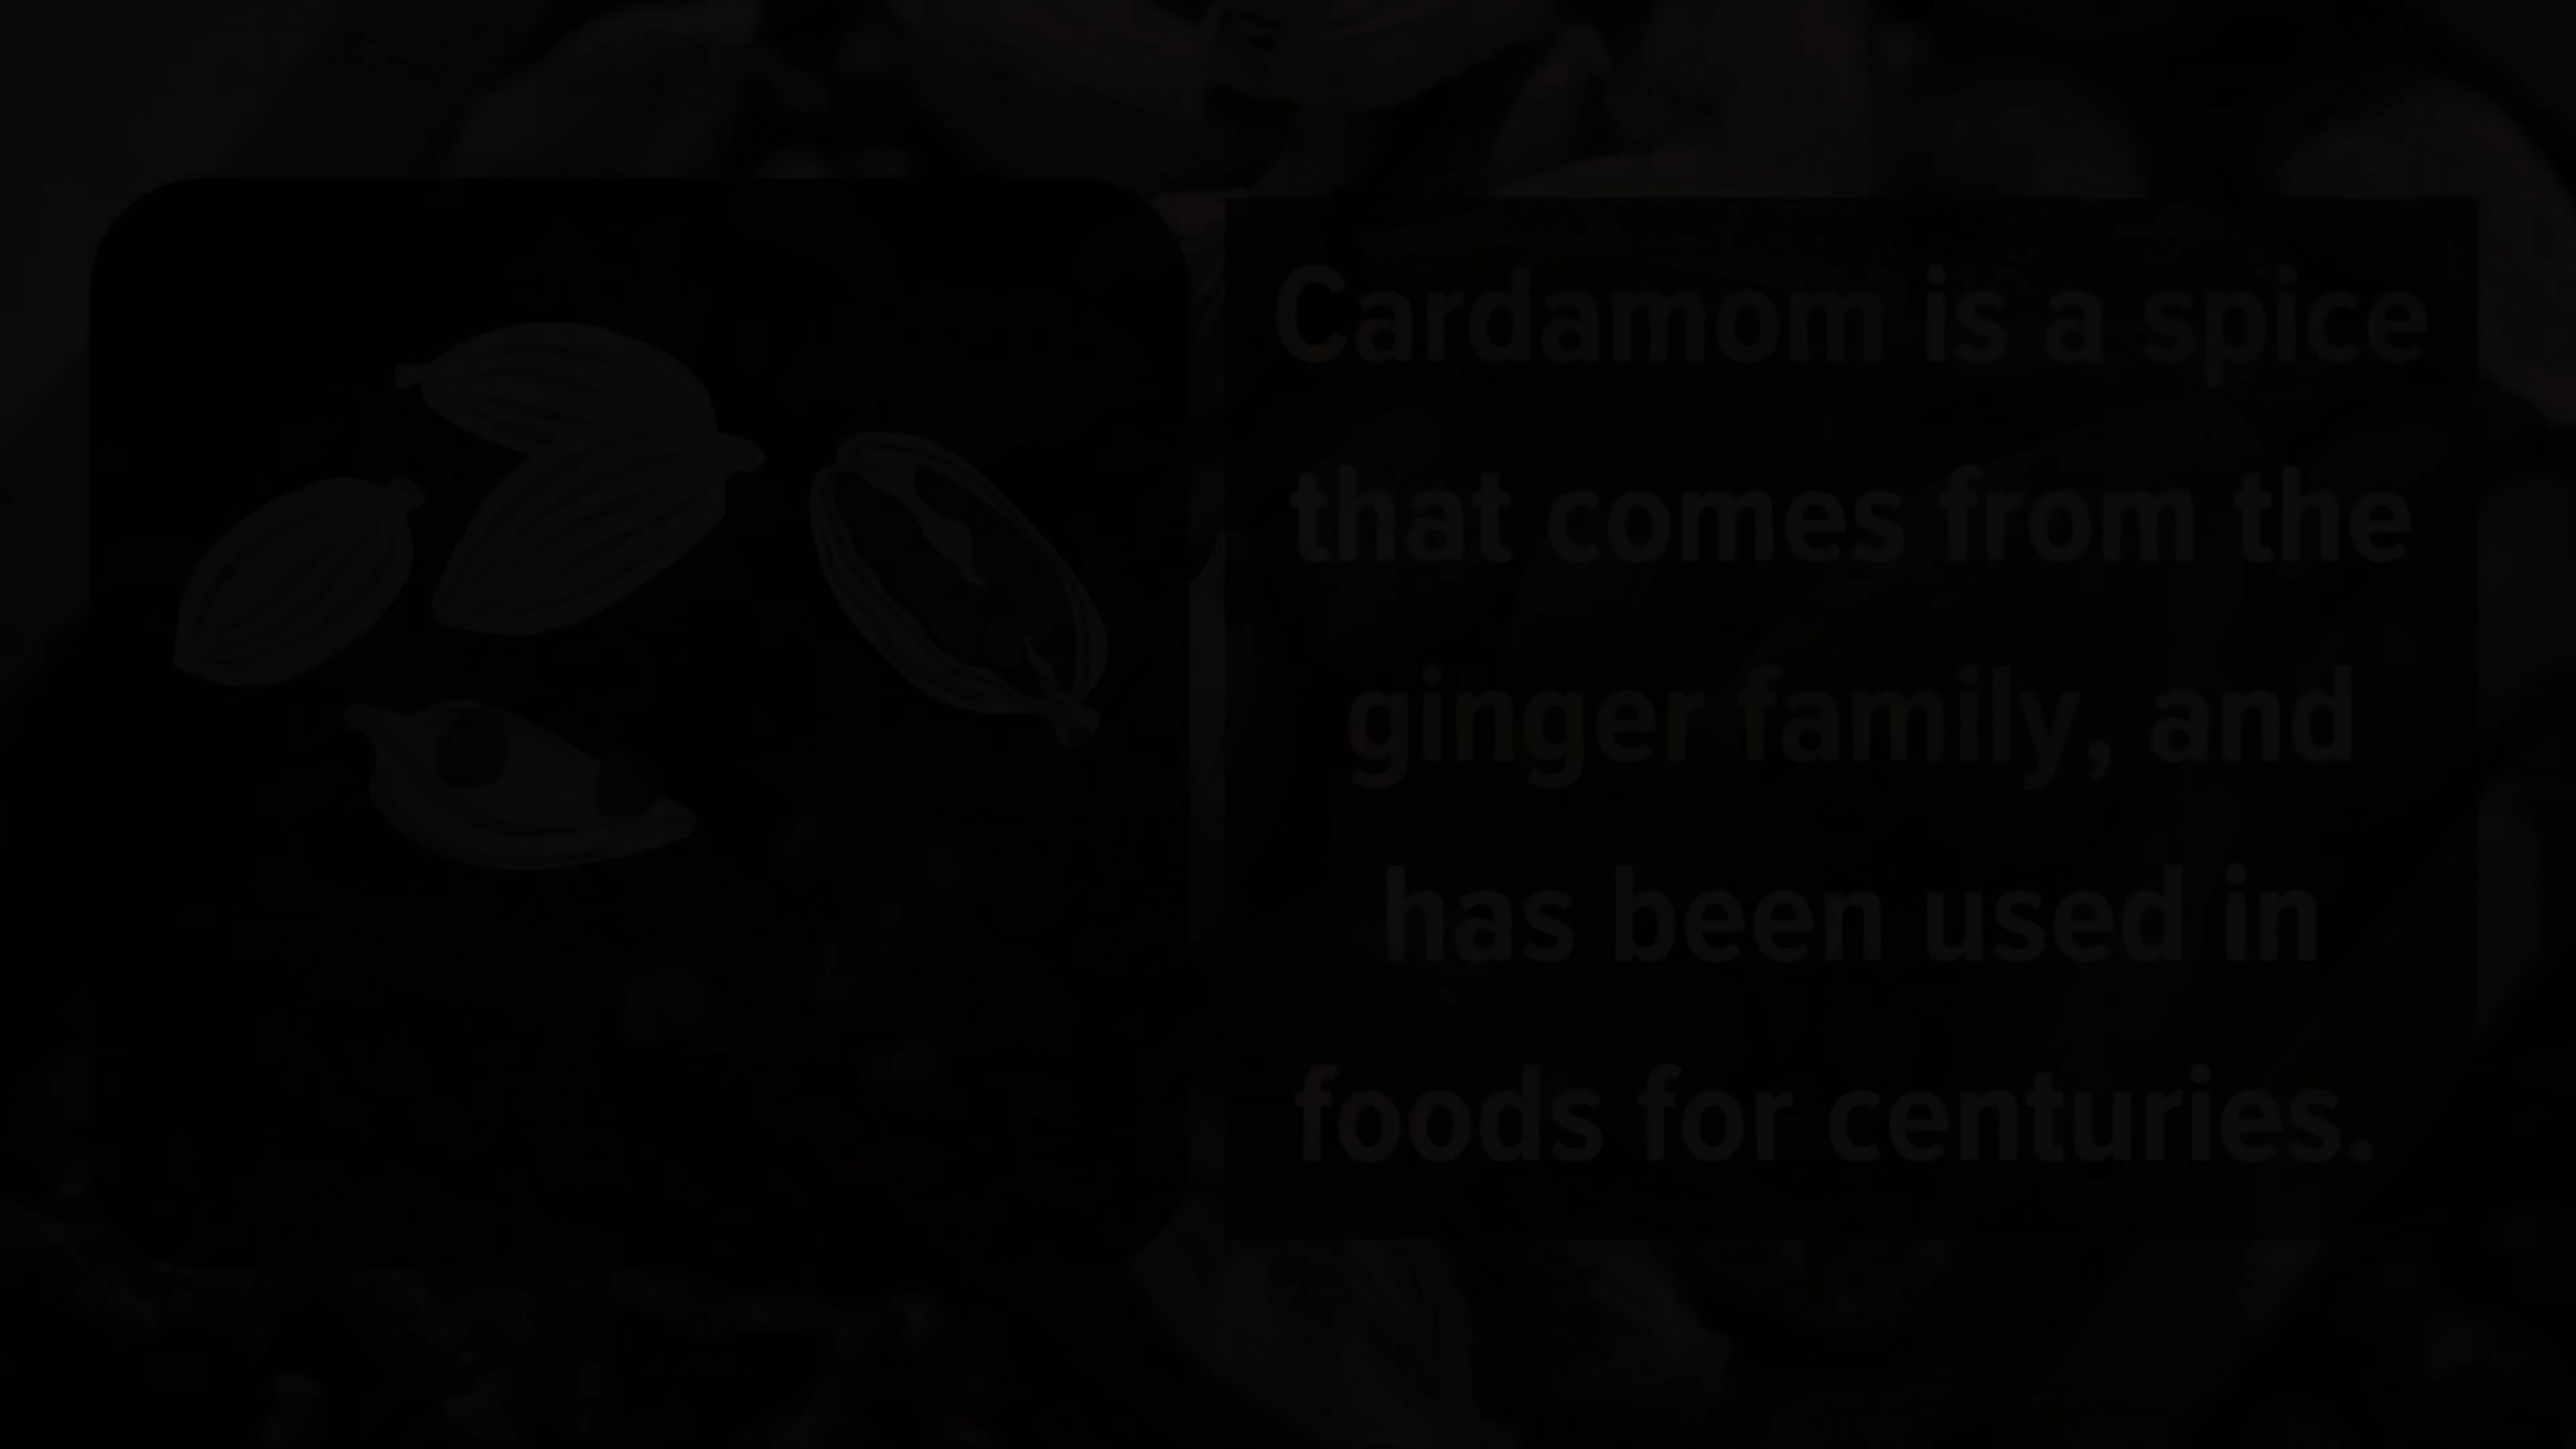 Cardamom is a spice
that comes from the
ginger family, and
has been used in
foods for centuries.